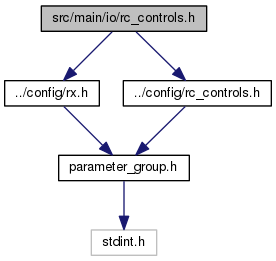 src/main/io/rc_controls.h
../config/rx.h
../config/rc_controls.h
parameter_group.h
stdint.h